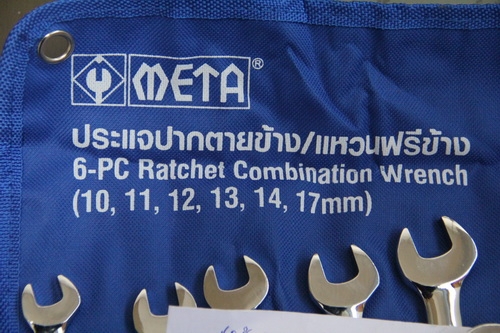 META®
ประแจปากตายข้าง/แหวนฟรีข้าง
6-PC Ratchet Combination Wrench
(10, 11, 12, 13, 14, 17mm)